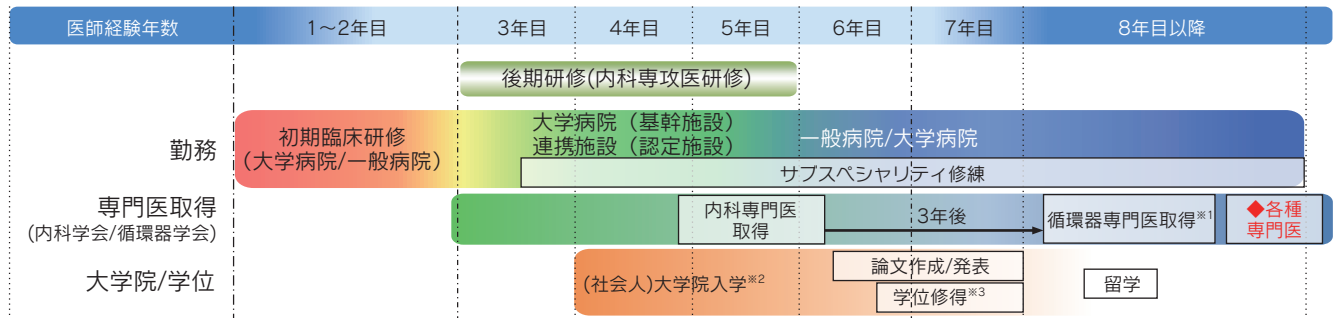 医師経験年数 1〜2年目 3年目 4年目 5年目 6年目 7年目 8年目以降
後期研修(内科専攻医研修)
勤務
初期臨床研修
(大学病院/一般病院)
大学病院（基幹施設）
連携施設（認定施設）
一般病院/大学病院
サブスペシャリティ修練
専門医取得
(内科学会/循環器学会)
内科専門医
取得
3年後
循環器専門医取得※1
◆各種
専門医
大学院/学位
(社会人)大学院入学※2
論文作成/発表
学位修得※3
留学